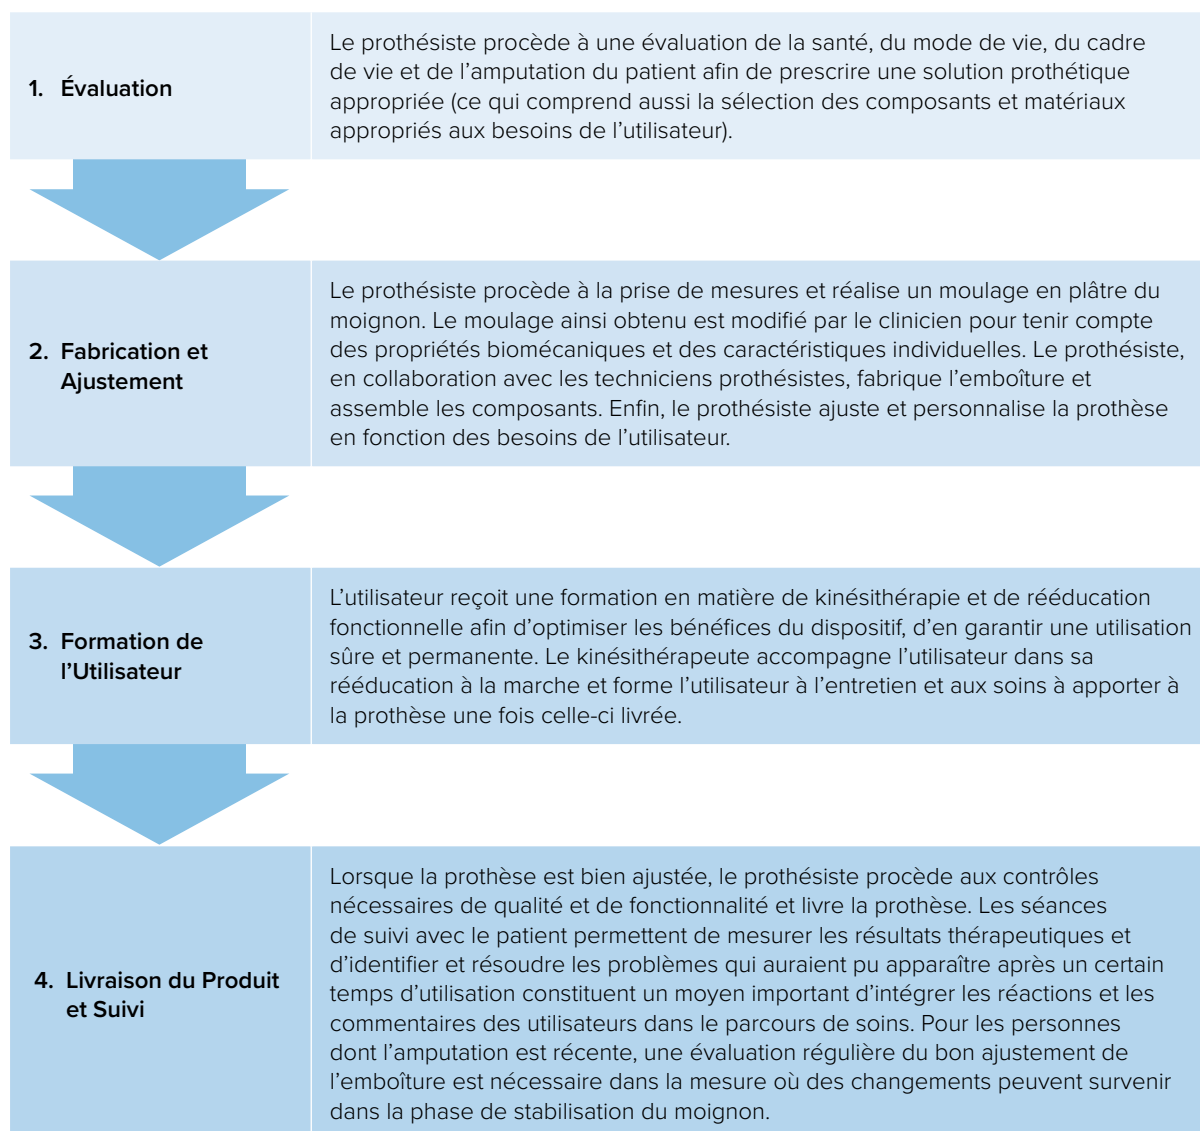 1. Évaluation
Le prothésiste procède à une évaluation de la santé, du mode de vie, du cadre
de vie et de l’amputation du patient afin de prescrire une solution prothétique
appropriée (ce qui comprend aussi la sélection des composants et matériaux
appropriés aux besoins de l’utilisateur).
2. Fabrication et
Ajustement
Le prothésiste procède à la prise de mesures et réalise un moulage en plâtre du
moignon. Le moulage ainsi obtenu est modifié par le clinicien pour tenir compte
des propriétés biomécaniques et des caractéristiques individuelles. Le prothésiste,
en collaboration avec les techniciens prothésistes, fabrique l’emboîture et
assemble les composants. Enfin, le prothésiste ajuste et personnalise la prothèse
en fonction des besoins de l’utilisateur.
3. Formation de
l’Utilisateur
L’utilisateur reçoit une formation en matière de kinésithérapie et de rééducation
fonctionnelle afin d’optimiser les bénéfices du dispositif, d’en garantir une utilisation
sûre et permanente. Le kinésithérapeute accompagne l’utilisateur dans sa
rééducation à la marche et forme l’utilisateur à l’entretien et aux soins à apporter à
la prothèse une fois celle-ci livrée.
4. Livraison du Produit
et Suivi
Lorsque la prothèse est bien ajustée, le prothésiste procède aux contrôles
nécessaires de qualité et de fonctionnalité et livre la prothèse. Les séances
de suivi avec le patient permettent de mesurer les résultats thérapeutiques et
d’identifier et résoudre les problèmes qui auraient pu apparaître après un certain
temps d’utilisation constituent un moyen important d’intégrer les réactions et les
commentaires des utilisateurs dans le parcours de soins. Pour les personnes
dont l’amputation est récente, une évaluation régulière du bon ajustement de
l’emboîture est nécessaire dans la mesure où des changements peuvent survenir
dans la phase de stabilisation du moignon.